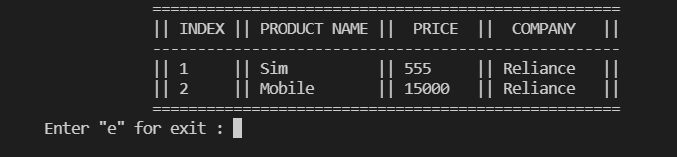 ====================================================
|| INDEX || PRODUCT NAME ||  PRICE  ||  COMPANY   ||
----------------------------------------------------
|| 1     || Sim          || 555     || Reliance   ||
|| 2     || Mobile       || 15000   || Reliance   ||
====================================================
Enter "e" for exit :